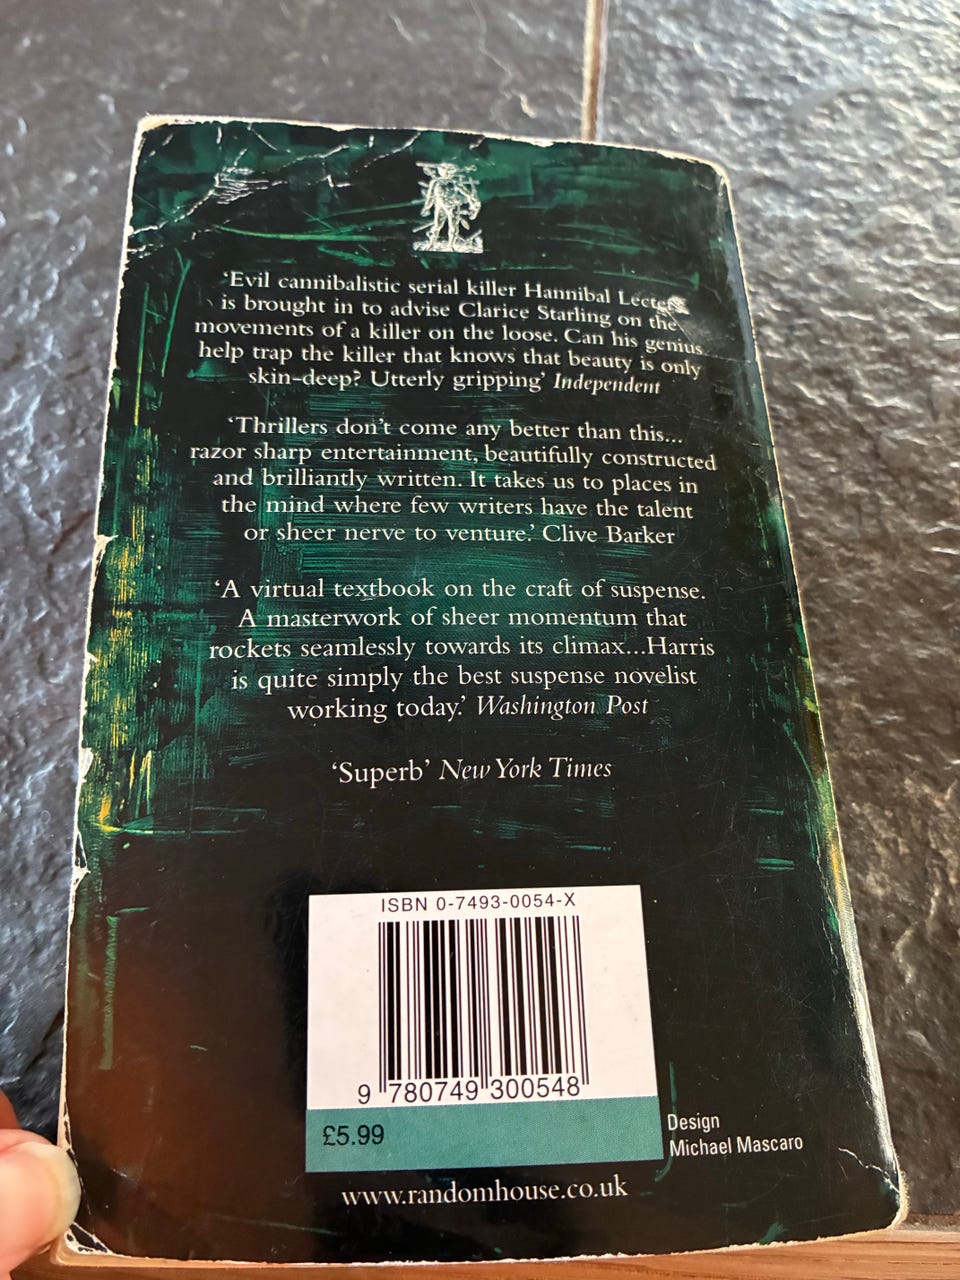 ‘Evil cannibalistic serial killer Hannibal Lecter
is brought in to advise Clarice Starling on the
movements of a killer on the loose. Can his genius
help trap the killer that knows that beauty is only
skin-deep? Utterly gripping’ Independent
‘Thrillers don’t come any better than this...
razor sharp entertainment, beautifully constructed
and brilliantly written. It takes us to places in
the mind where few writers have the talent
or sheer nerve to venture.’ Clive Barker
‘A virtual textbook on the craft of suspense.
A masterwork of sheer momentum that
rockets seamlessly towards its climax...Harris
is quite simply the best suspense novelist
working today.’ Washington Post
‘Superb’ New York Times
ISBN 0-7493-0054-X
9 780749 300548
£5.99
Design
Michael Mascaro
www.randomhouse.co.uk